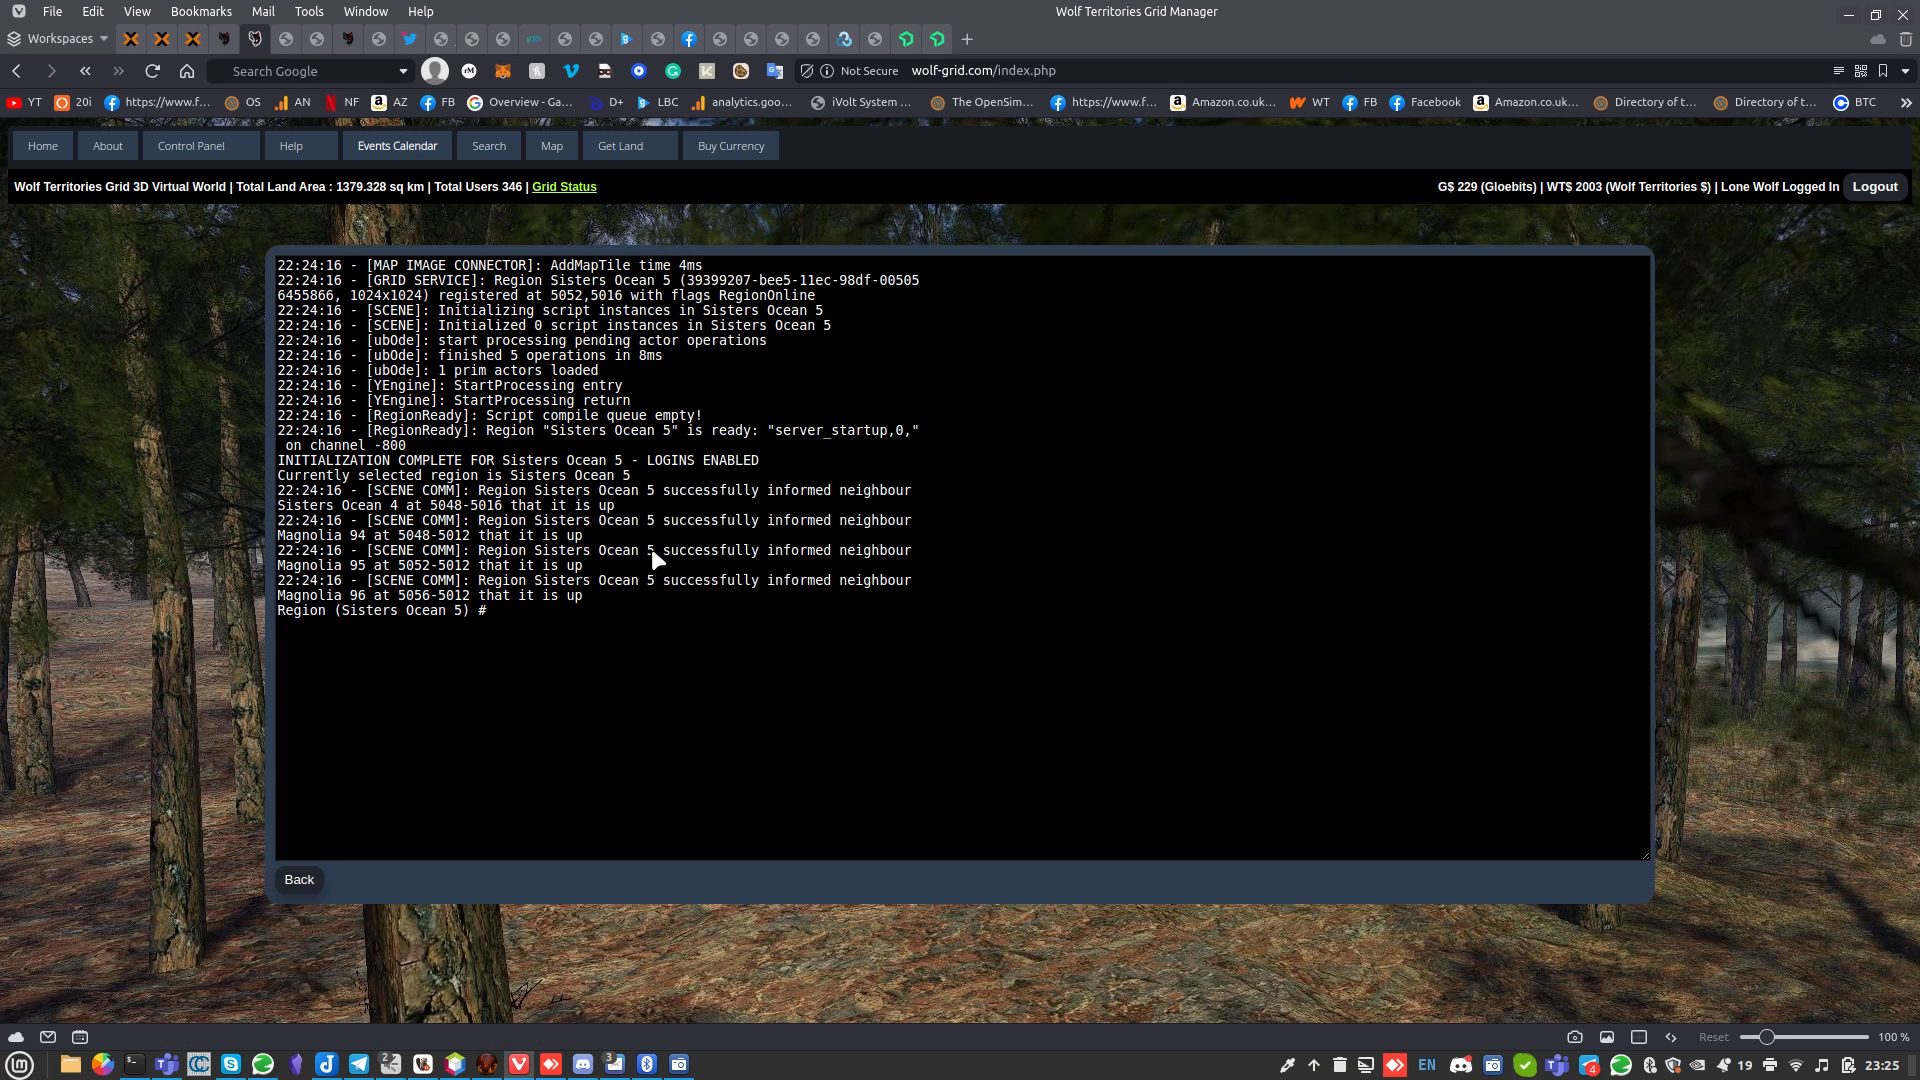 File Edit View Bookmarks Mail Tools Window Help
Wolf Territories Grid Manager
Workspaces
Search Google
Not Secure wolf-grid.com/index.php
YT 20i https://www.f... OS AN NF AZ FB Overview - Ga... D+ LBC analytics.goo... iVolt System ... The OpenSim... https://www.f... Amazon.co.uk... WT FB Facebook Amazon.co.uk... Directory of t... Directory of t... BTC
Home About Control Panel Help Events Calendar Search Map Get Land Buy Currency
Wolf Territories Grid 3D Virtual World | Total Land Area : 1379.328 sq km | Total Users 346 | Grid Status
G$ 229 (Gloebits) | WT$ 2003 (Wolf Territories $) | Lone Wolf Logged In Logout
22:24:16 - [MAP IMAGE CONNECTOR]: AddMapTile time 4ms
22:24:16 - [GRID SERVICE]: Region Sisters Ocean 5 (39399207-bee5-11ec-98df-00505
6455866, 1024x1024) registered at 5052,5016 with flags RegionOnline
22:24:16 - [SCENE]: Initializing script instances in Sisters Ocean 5
22:24:16 - [SCENE]: Initialized 0 script instances in Sisters Ocean 5
22:24:16 - [ubOde]: start processing pending actor operations
22:24:16 - [ubOde]: finished 5 operations in 8ms
22:24:16 - [ubOde]: 1 prim actors loaded
22:24:16 - [YEngine]: StartProcessing entry
22:24:16 - [YEngine]: StartProcessing return
22:24:16 - [RegionReady]: Script compile queue empty!
22:24:16 - [RegionReady]: Region "Sisters Ocean 5" is ready: "server_startup,0,"
on channel -800
INITIALIZATION COMPLETE FOR Sisters Ocean 5 - LOGINS ENABLED
Currently selected region is Sisters Ocean 5
22:24:16 - [SCENE COMM]: Region Sisters Ocean 5 successfully informed neighbour
Sisters Ocean 4 at 5048-5016 that it is up
22:24:16 - [SCENE COMM]: Region Sisters Ocean 5 successfully informed neighbour
Magnolia 94 at 5048-5012 that it is up
22:24:16 - [SCENE COMM]: Region Sisters Ocean 5 successfully informed neighbour
Magnolia 95 at 5052-5012 that it is up
22:24:16 - [SCENE COMM]: Region Sisters Ocean 5 successfully informed neighbour
Magnolia 96 at 5056-5012 that it is up
Region (Sisters Ocean 5) #
Back
Reset 100 %
EN 4 19 23:25